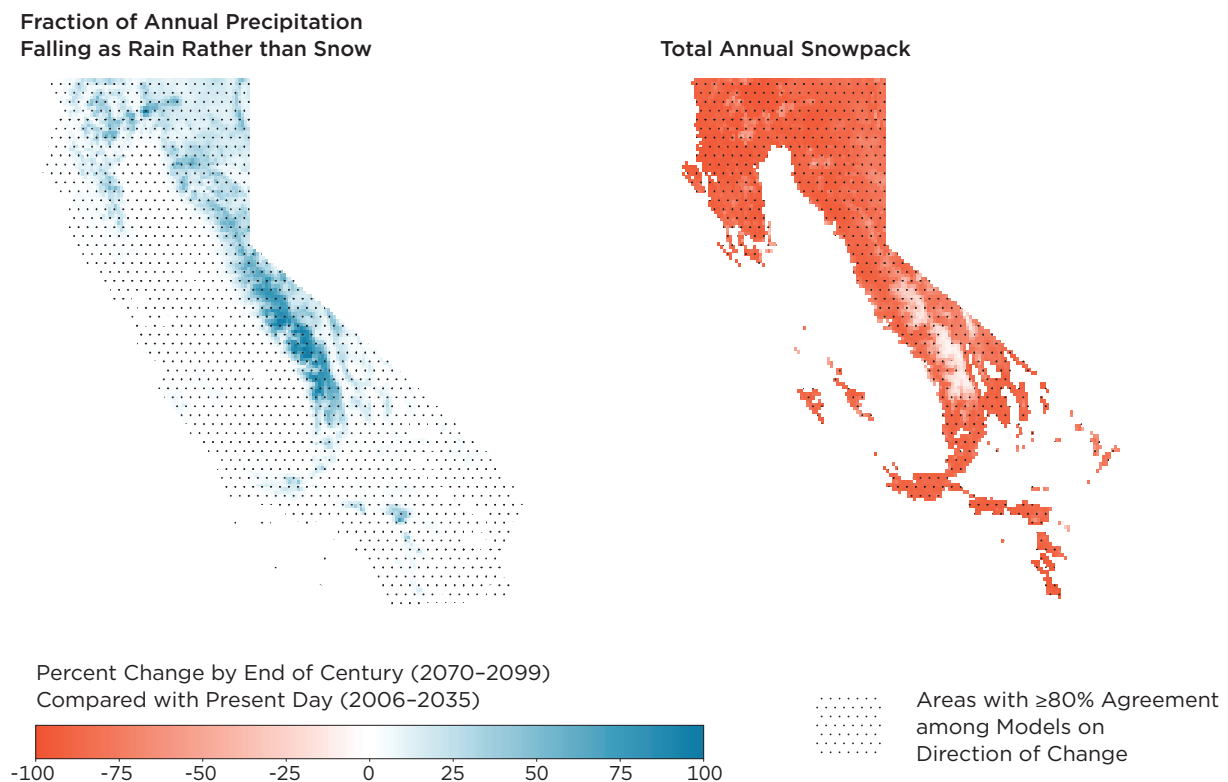 Fraction of Annual Precipitation
Falling as Rain Rather than Snow
Total Annual Snowpack
Percent Change by End of Century (2070–2099)
Compared with Present Day (2006–2035)
-100 -75 -50 -25 0 25 50 75 100
Areas with ≥80% Agreement
among Models on
Direction of Change